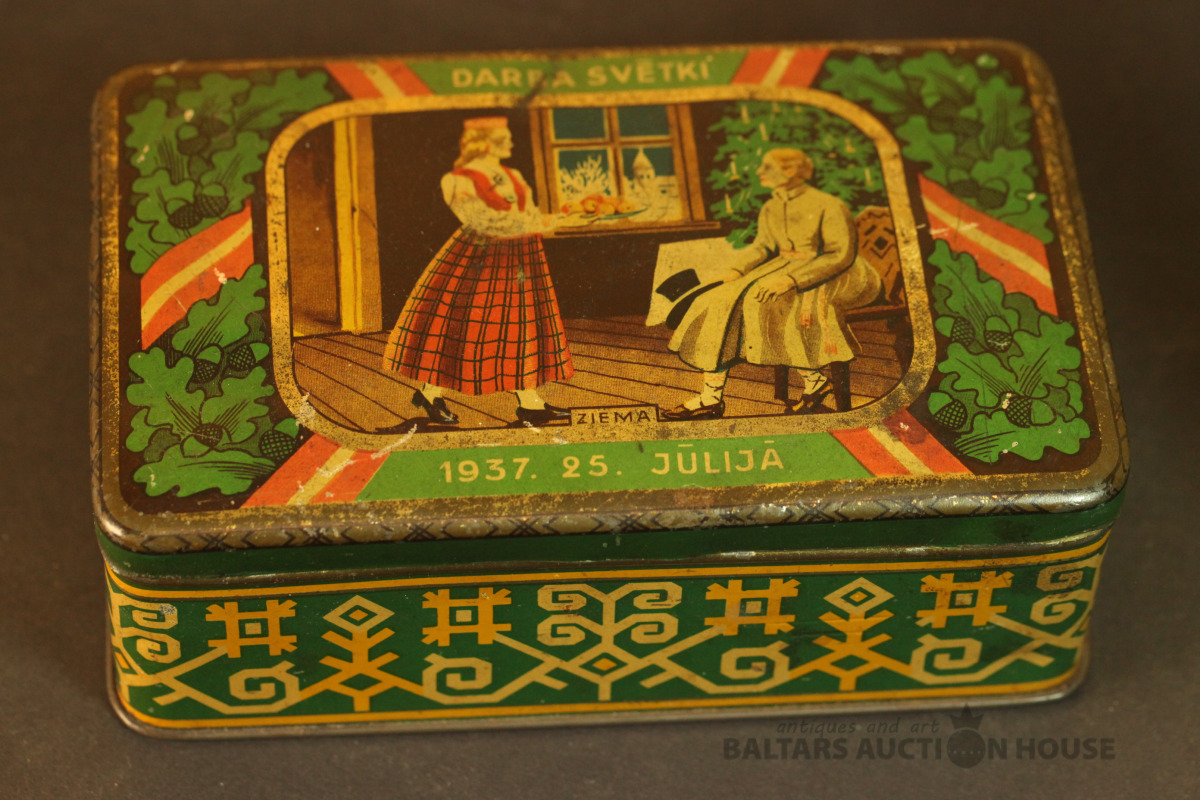 DARBA SVĒTKI
ZIEMA
1937. 25. JŪLIJĀ
antiques and art
BALTARS AUCTION HOUSE